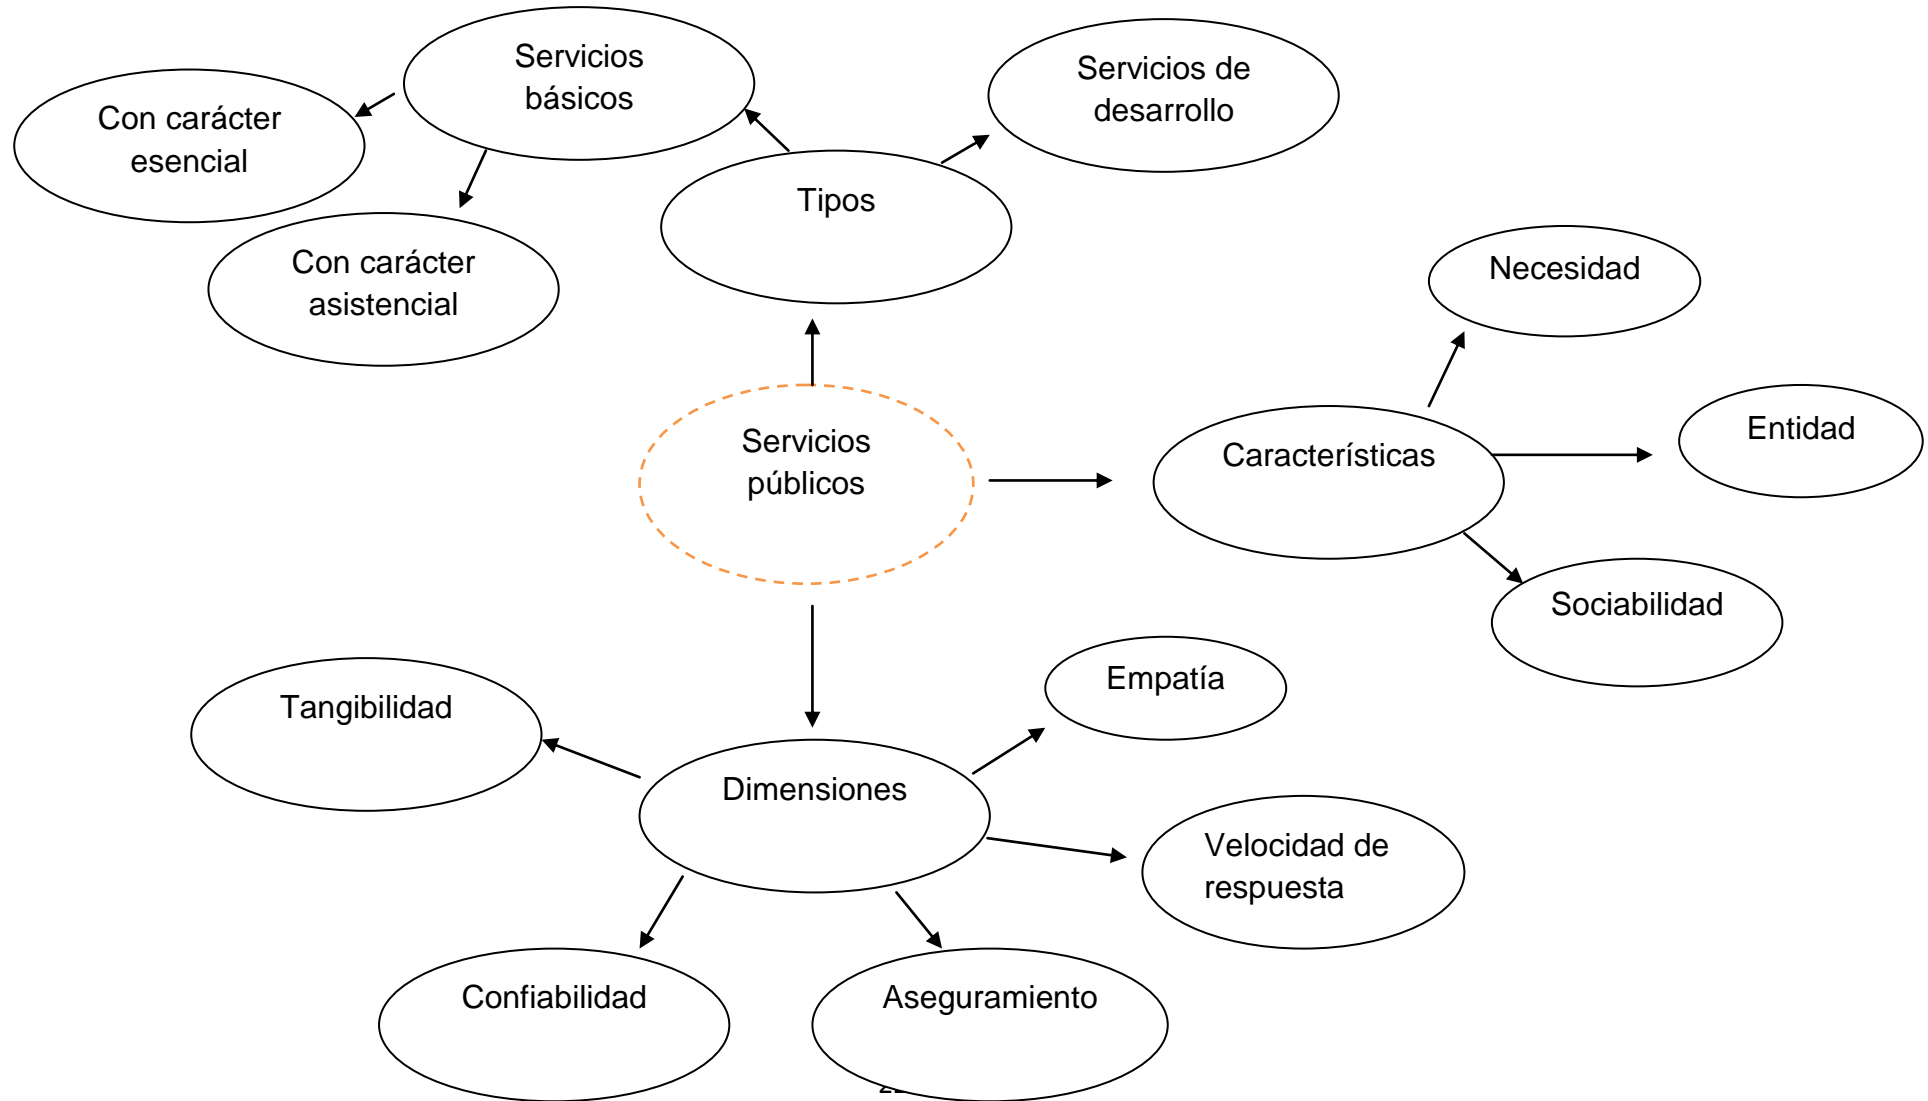 Servicios
básicos
Servicios de
desarrollo
Con carácter
esencial
Tipos
Con carácter
asistencial
Necesidad
Entidad
Servicios
públicos
Características
Sociabilidad
Empatía
Tangibilidad
Dimensiones
Velocidad de
respuesta
Confiabilidad
Aseguramiento